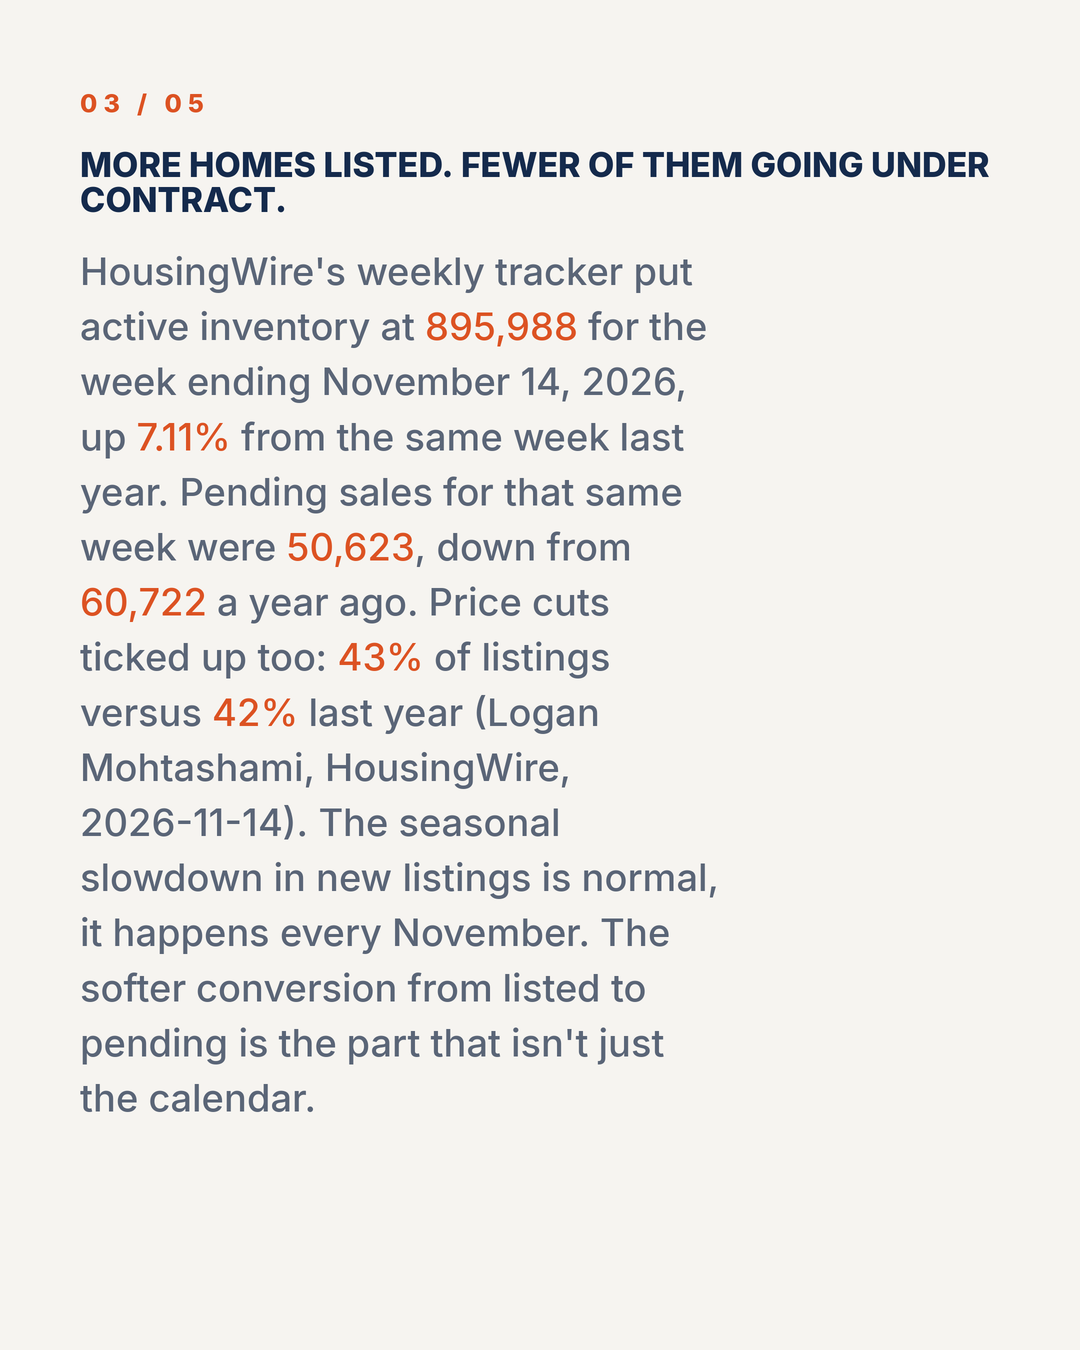 03 / 05
MORE HOMES LISTED. FEWER OF THEM GOING UNDER
CONTRACT.
HousingWire's weekly tracker put
active inventory at 895,988 for the
week ending November 14, 2026,
up 7.11% from the same week last
year. Pending sales for that same
week were 50,623, down from
60,722 a year ago. Price cuts
ticked up too: 43% of listings
versus 42% last year (Logan
Mohtashami, HousingWire,
2026-11-14). The seasonal
slowdown in new listings is normal,
it happens every November. The
softer conversion from listed to
pending is the part that isn't just
the calendar.